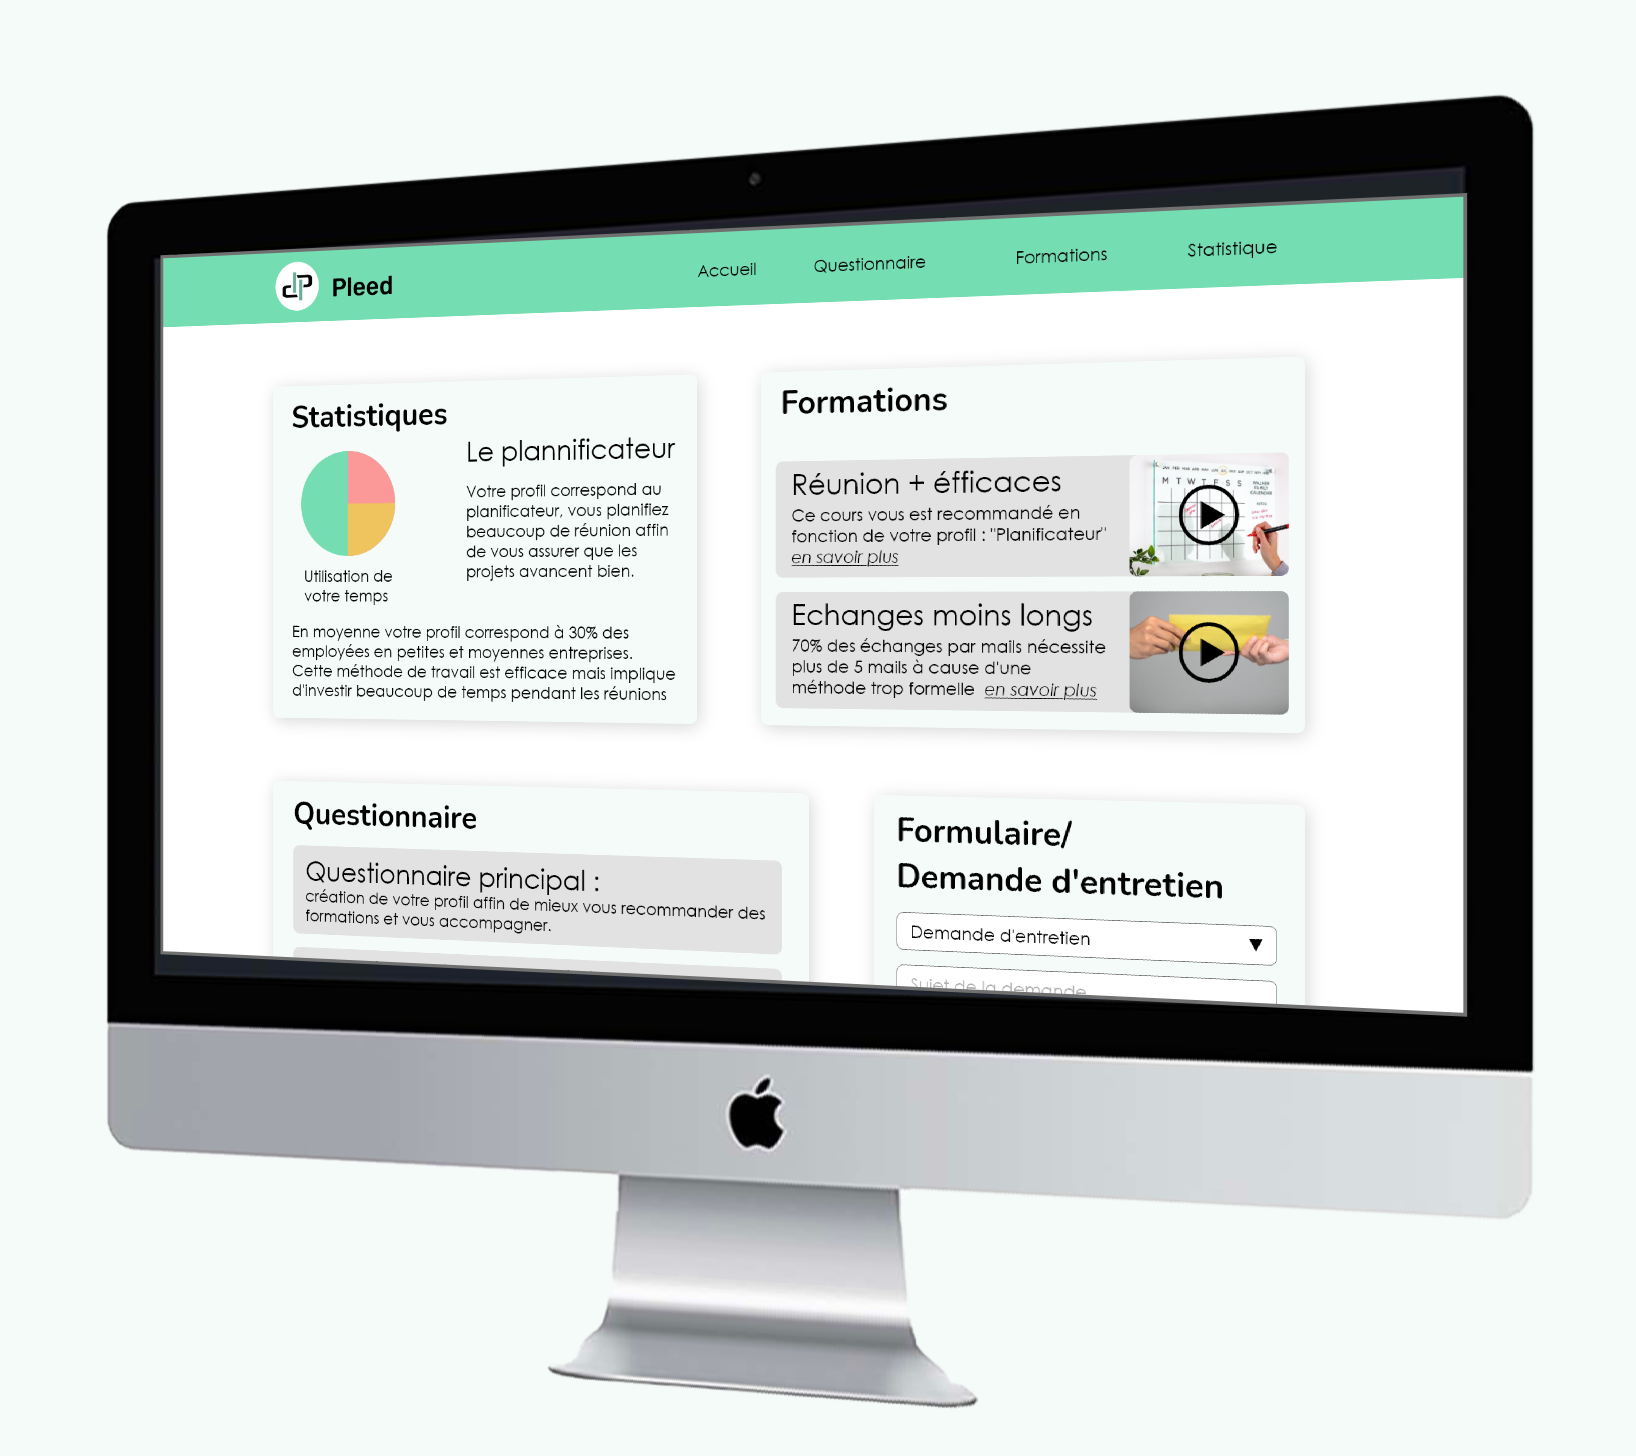 Pleed
Accueil
Questionnaire
Formations
Statistique
Statistiques
Le plannificateur
Votre profil correspond au
planificateur, vous planifiez
beaucoup de réunion affin
de vous assurer que les
projets avancent bien.
Utilisation de
votre temps
En moyenne votre profil correspond à 30% des
employées en petites et moyennes entreprises.
Cette méthode de travail est efficace mais implique
d'investir beaucoup de temps pendant les réunions
Formations
Réunion + éfficaces
Ce cours vous est recommandé en
fonction de votre profil : "Planificateur"
en savoir plus
M T W T F S S
Echanges moins longs
70% des échanges par mails nécessite
plus de 5 mails à cause d'une
méthode trop formelle en savoir plus
Questionnaire
Questionnaire principal :
création de votre profil affin de mieux vous recommander des
formations et vous accompagner.
Formulaire/
Demande d'entretien
Demande d'entretien
Sujet de la demande